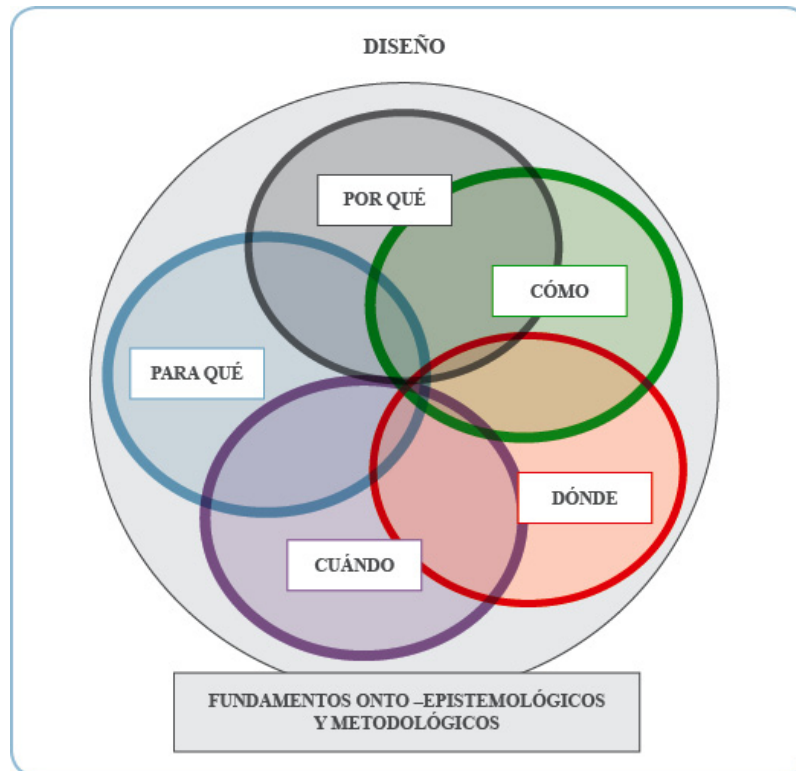 DISEÑO
POR QUÉ
CÓMO
PARA QUÉ
DÓNDE
CUÁNDO
FUNDAMENTOS ONTO –EPISTEMOLÓGICOS
Y METODOLÓGICOS